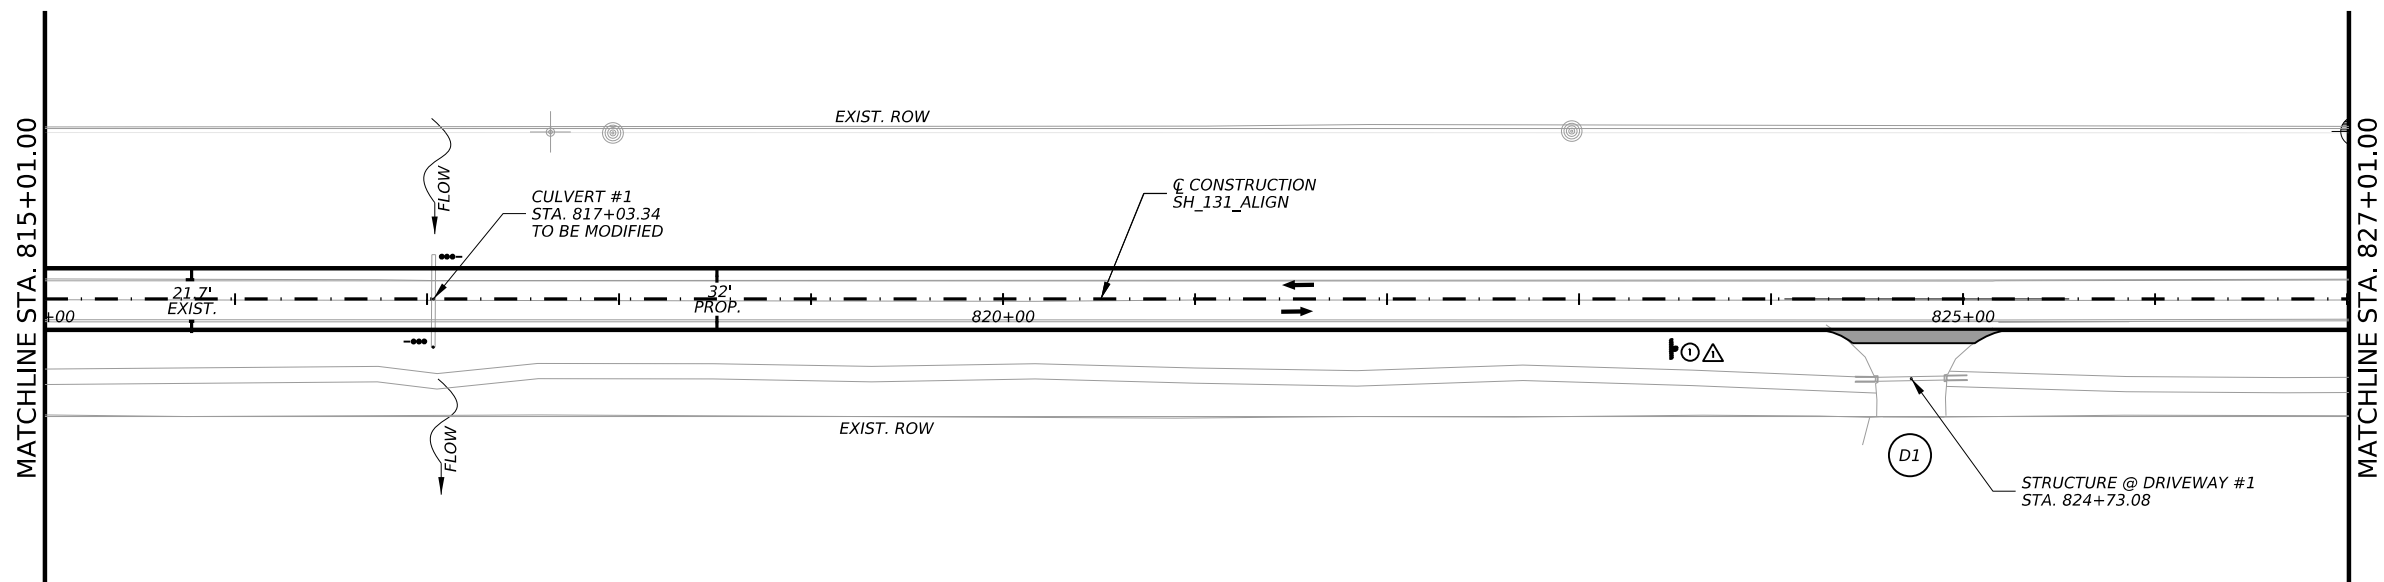 MATCHLINE STA. 815+01.00
EXIST. ROW
FLOW
CULVERT #1
STA. 817+03.34
TO BE MODIFIED
℄ CONSTRUCTION
SH_131_ALIGN
21.7'
EXIST.
32'
PROP.
+00
820+00
825+00
1
1
FLOW
EXIST. ROW
D1
STRUCTURE @ DRIVEWAY #1
STA. 824+73.08
MATCHLINE STA. 827+01.00